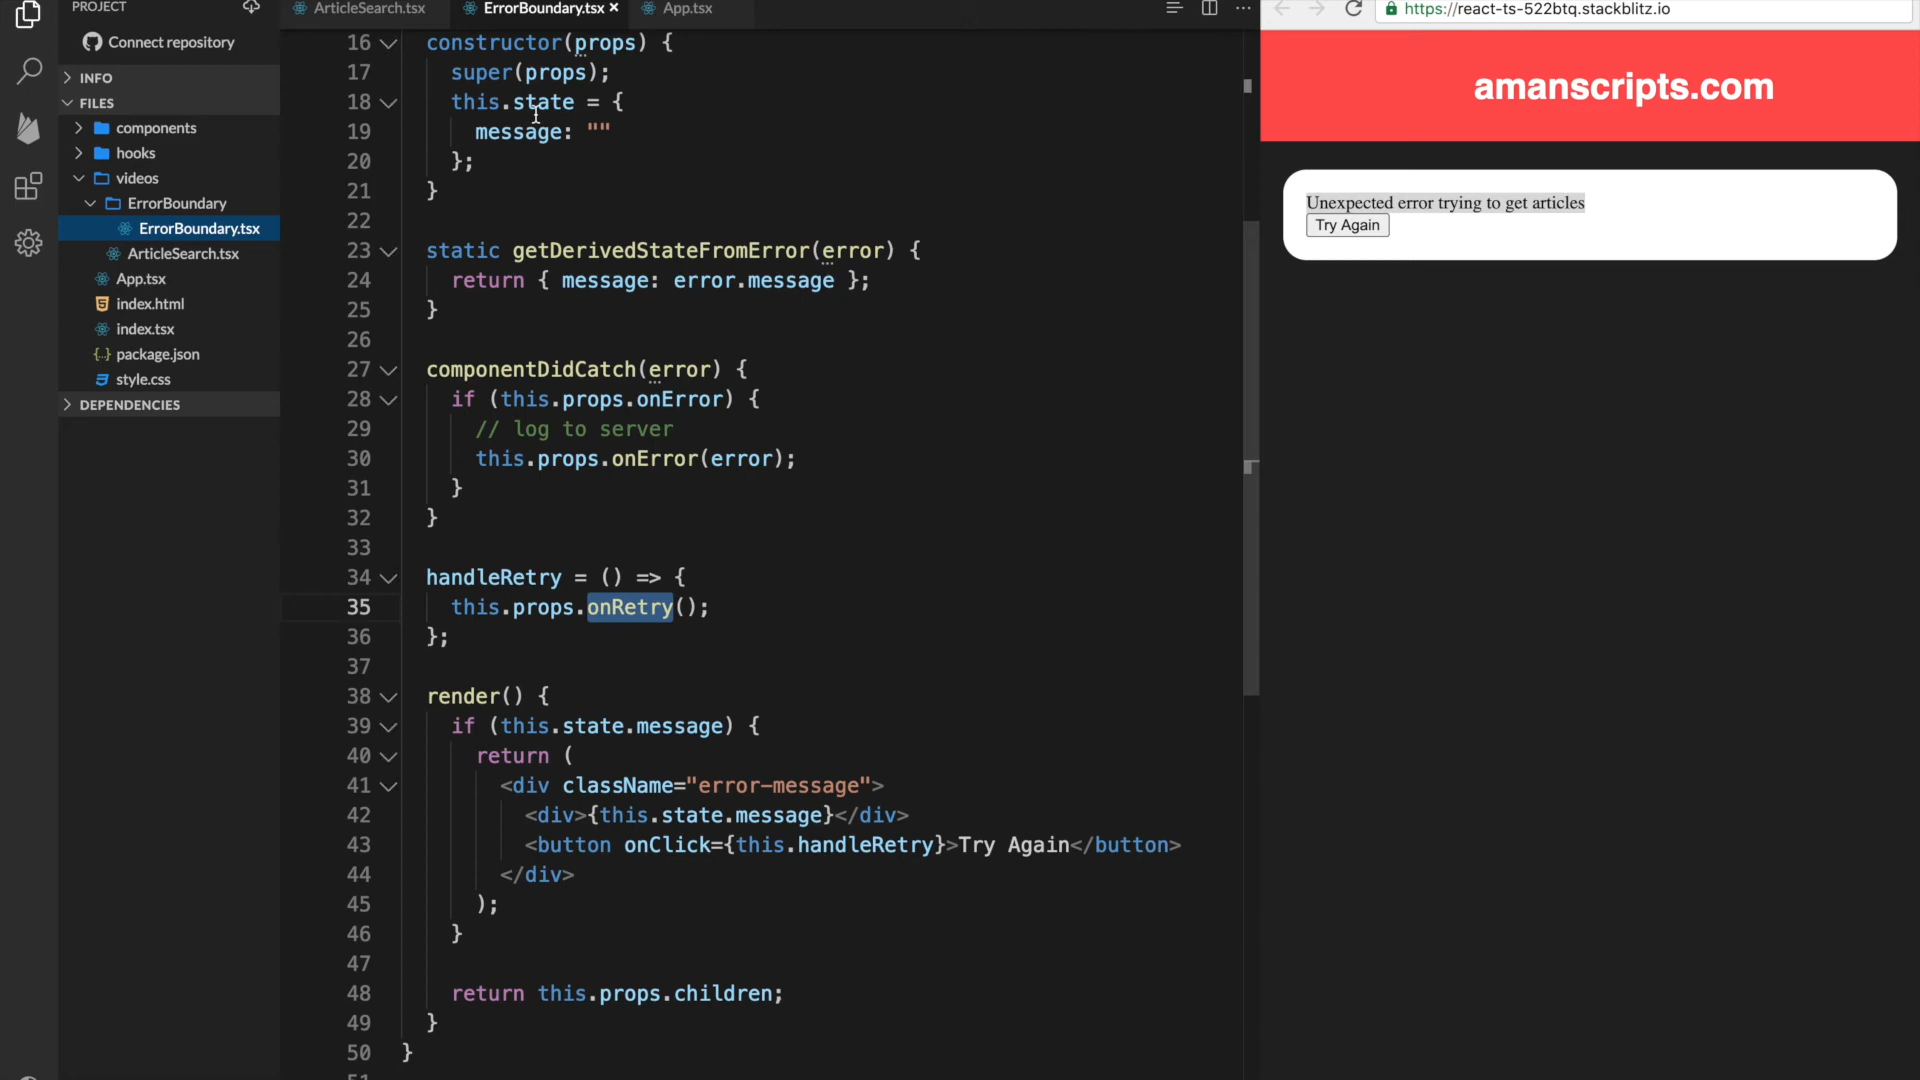 PROJECT
Connect repository
INFO
FILES
components
hooks
videos
ErrorBoundary
ErrorBoundary.tsx
ArticleSearch.tsx
App.tsx
index.html
index.tsx
package.json
style.css
DEPENDENCIES
ArticleSearch.tsx
ErrorBoundary.tsx
App.tsx
16 constructor(props) {
17 super(props);
18 this.state = {
19 message: ""
20 };
21 }
22
23 static getDerivedStateFromError(error) {
24 return { message: error.message };
25 }
26
27 componentDidCatch(error) {
28 if (this.props.onError) {
29 // log to server
30 this.props.onError(error);
31 }
32 }
33
34 handleRetry = () => {
35 this.props.onRetry();
36 };
37
38 render() {
39 if (this.state.message) {
40 return (
41 <div className="error-message">
42 <div>{this.state.message}</div>
43 <button onClick={this.handleRetry}>Try Again</button>
44 </div>
45 );
46 }
47
48 return this.props.children;
49 }
50 }
51
https://react-ts-522btq.stackblitz.io
amanscripts.com
Unexpected error trying to get articles
Try Again